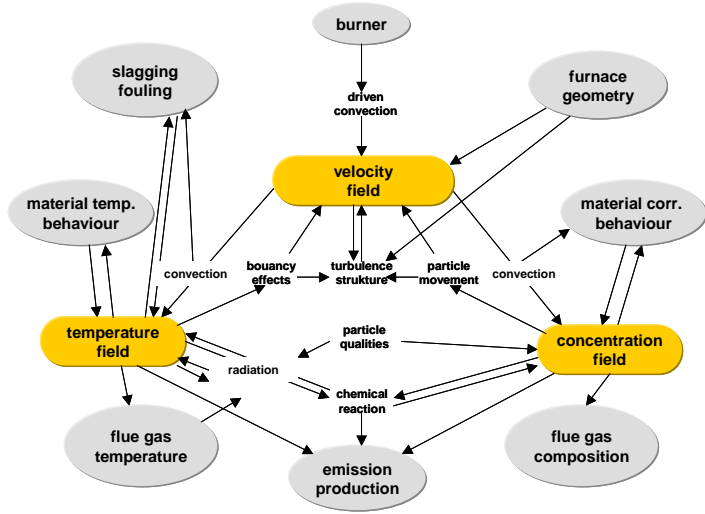 burner
slagging
fouling
furnace
geometry
driven
convection
velocity
field
material temp.
behaviour
material corr.
behaviour
convection
bouancy
effects
turbulence
strukture
particle
movement
convection
temperature
field
particle
qualities
concentration
field
radiation
chemical
reaction
flue gas
temperature
emission
production
flue gas
composition